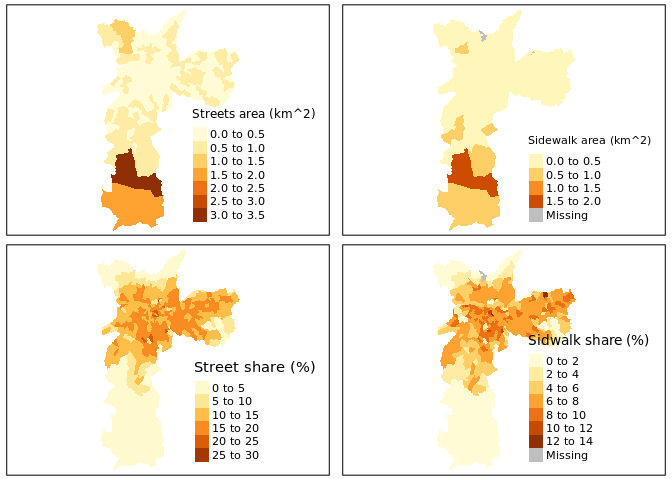 Streets area (km^2)
0.0 to 0.5
0.5 to 1.0
1.0 to 1.5
1.5 to 2.0
2.0 to 2.5
2.5 to 3.0
3.0 to 3.5
Sidewalk area (km^2)
0.0 to 0.5
0.5 to 1.0
1.0 to 1.5
1.5 to 2.0
Missing
Street share (%)
0 to 5
5 to 10
10 to 15
15 to 20
20 to 25
25 to 30
Sidwalk share (%)
0 to 2
2 to 4
4 to 6
6 to 8
8 to 10
10 to 12
12 to 14
Missing